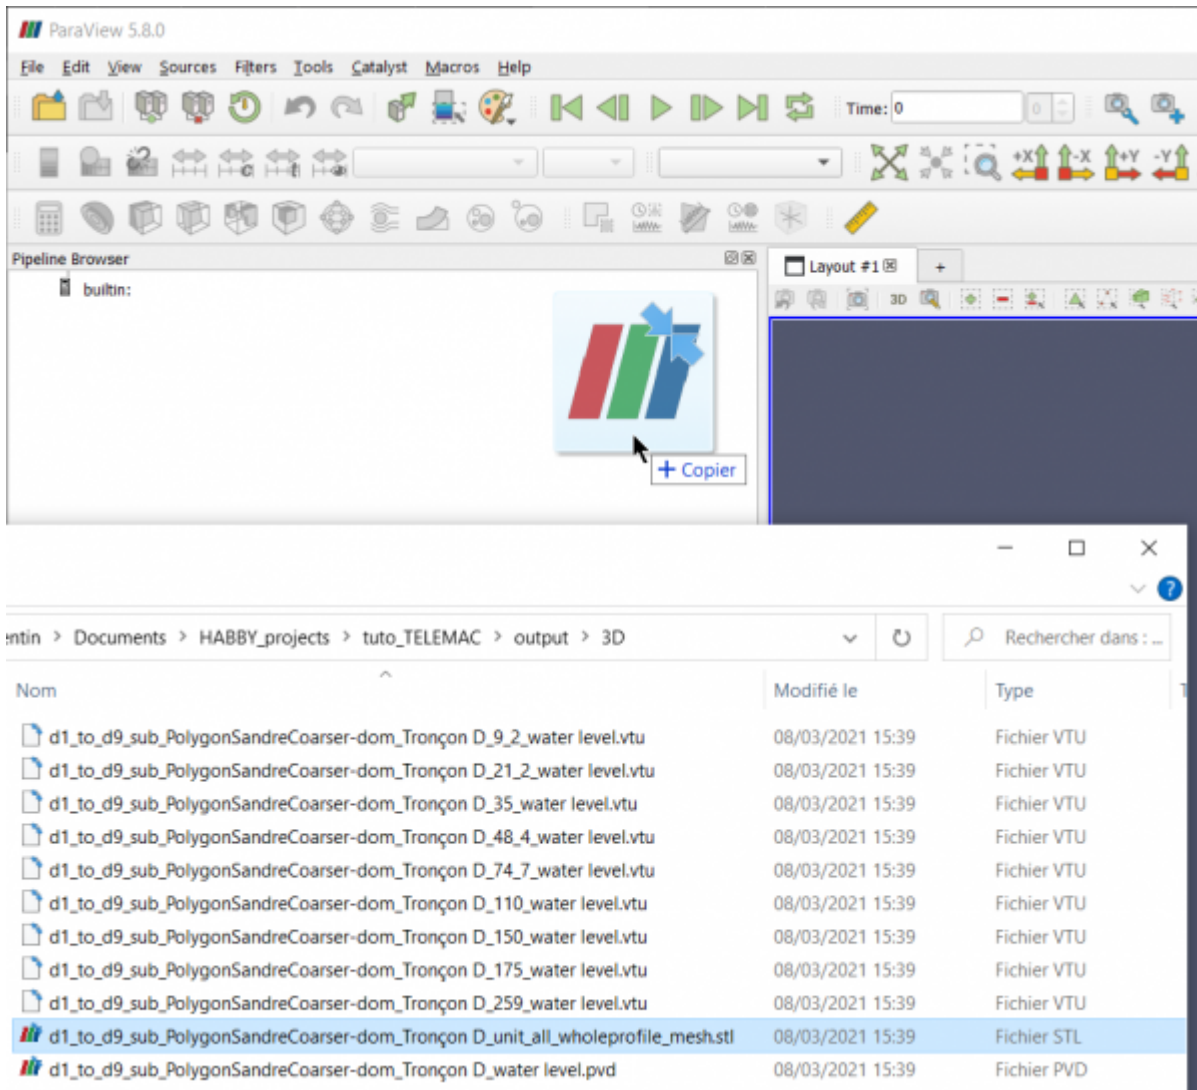 ParaView 5.8.0
File Edit View Sources Filters Tools Catalyst Macros Help
Time: 0 0
+X -X +Y -Y
Pipeline Browser
Layout #1 +
builtin:
3D
+ Copier
entin > Documents > HABBY_projects > tuto_TELEMAC > output > 3D
Rechercher dans : ...
Nom Modifié le Type
d1_to_d9_sub_PolygonSandreCoarser-dom_Tronçon D_9_2_water level.vtu 08/03/2021 15:39 Fichier VTU
d1_to_d9_sub_PolygonSandreCoarser-dom_Tronçon D_21_2_water level.vtu 08/03/2021 15:39 Fichier VTU
d1_to_d9_sub_PolygonSandreCoarser-dom_Tronçon D_35_water level.vtu 08/03/2021 15:39 Fichier VTU
d1_to_d9_sub_PolygonSandreCoarser-dom_Tronçon D_48_4_water level.vtu 08/03/2021 15:39 Fichier VTU
d1_to_d9_sub_PolygonSandreCoarser-dom_Tronçon D_74_7_water level.vtu 08/03/2021 15:39 Fichier VTU
d1_to_d9_sub_PolygonSandreCoarser-dom_Tronçon D_110_water level.vtu 08/03/2021 15:39 Fichier VTU
d1_to_d9_sub_PolygonSandreCoarser-dom_Tronçon D_150_water level.vtu 08/03/2021 15:39 Fichier VTU
d1_to_d9_sub_PolygonSandreCoarser-dom_Tronçon D_175_water level.vtu 08/03/2021 15:39 Fichier VTU
d1_to_d9_sub_PolygonSandreCoarser-dom_Tronçon D_259_water level.vtu 08/03/2021 15:39 Fichier VTU
d1_to_d9_sub_PolygonSandreCoarser-dom_Tronçon D_unit_all_wholeprofile_mesh.stl 08/03/2021 15:39 Fichier STL
d1_to_d9_sub_PolygonSandreCoarser-dom_Tronçon D_water level.pvd 08/03/2021 15:39 Fichier PVD